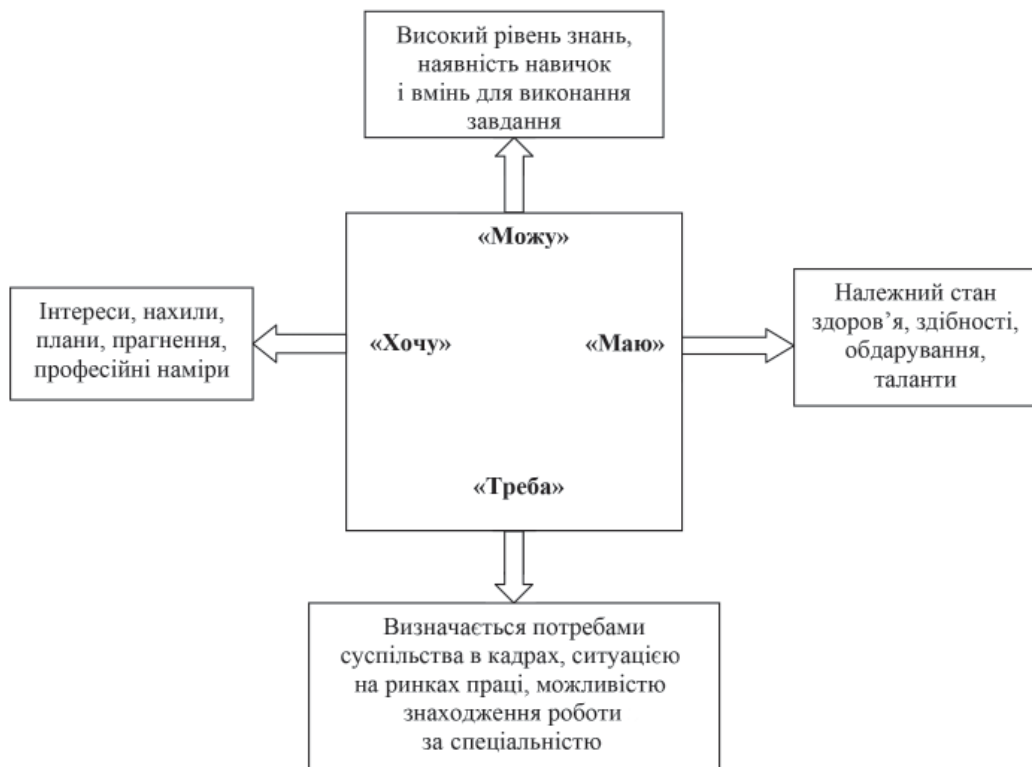 Високий рівень знань,
наявність навичок
і вмінь для виконання
завдання
«Можу»
Інтереси, нахили,
плани, прагнення,
професійні наміри
«Хочу»
«Маю»
Належний стан
здоров’я, здібності,
обдарування,
таланти
«Треба»
Визначається потребами
суспільства в кадрах, ситуацією
на ринках праці, можливістю
знаходження роботи
за спеціальністю